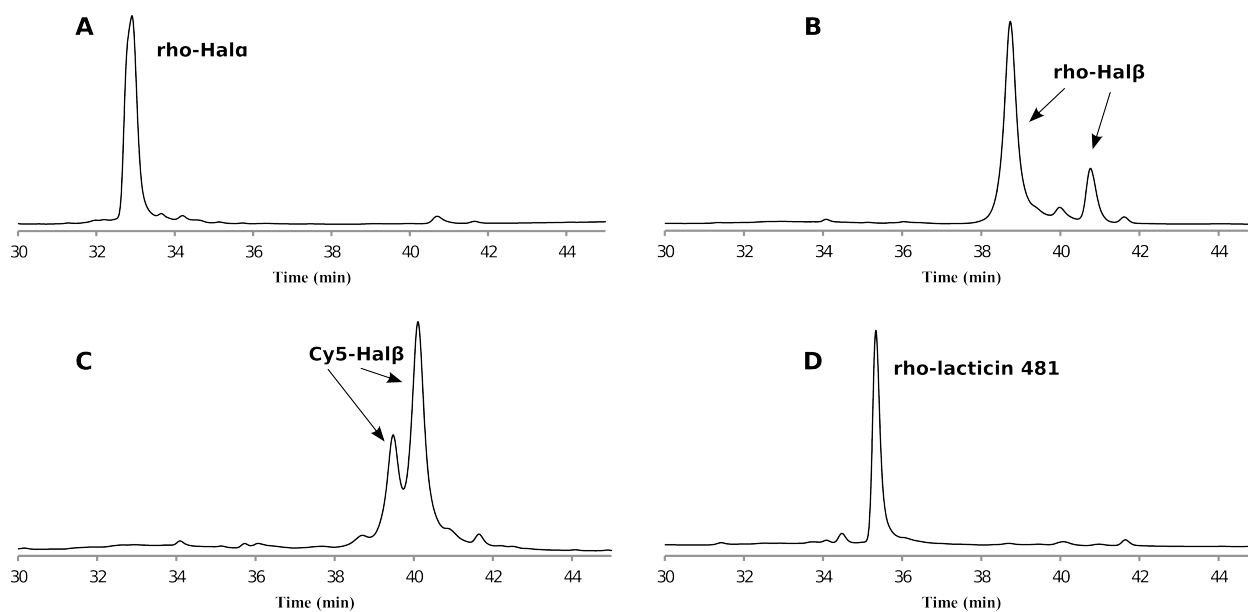 A
rho-Halα
30 32 34 36 38 40 42 44
Time (min)
B
rho-Halβ
30 32 34 36 38 40 42 44
Time (min)
C
Cy5-Halβ
30 32 34 36 38 40 42 44
Time (min)
D
rho-lacticin 481
30 32 34 36 38 40 42 44
Time (min)